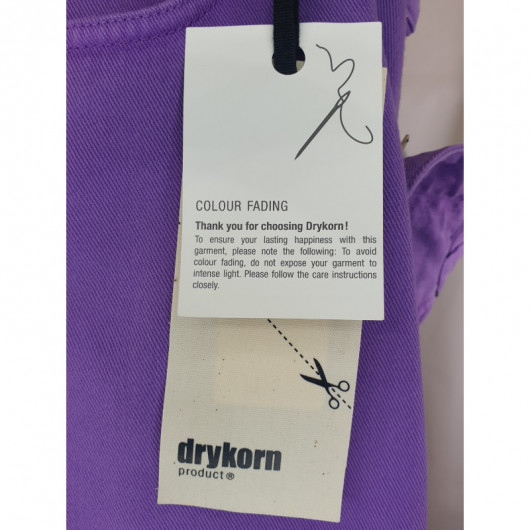 COLOUR FADING
Thank you for choosing Drykorn!
To ensure your lasting happiness with this
garment, please note the following: To avoid
colour fading, do not expose your garment to
intense light. Please follow the care instructions
closely.
drykorn
product®